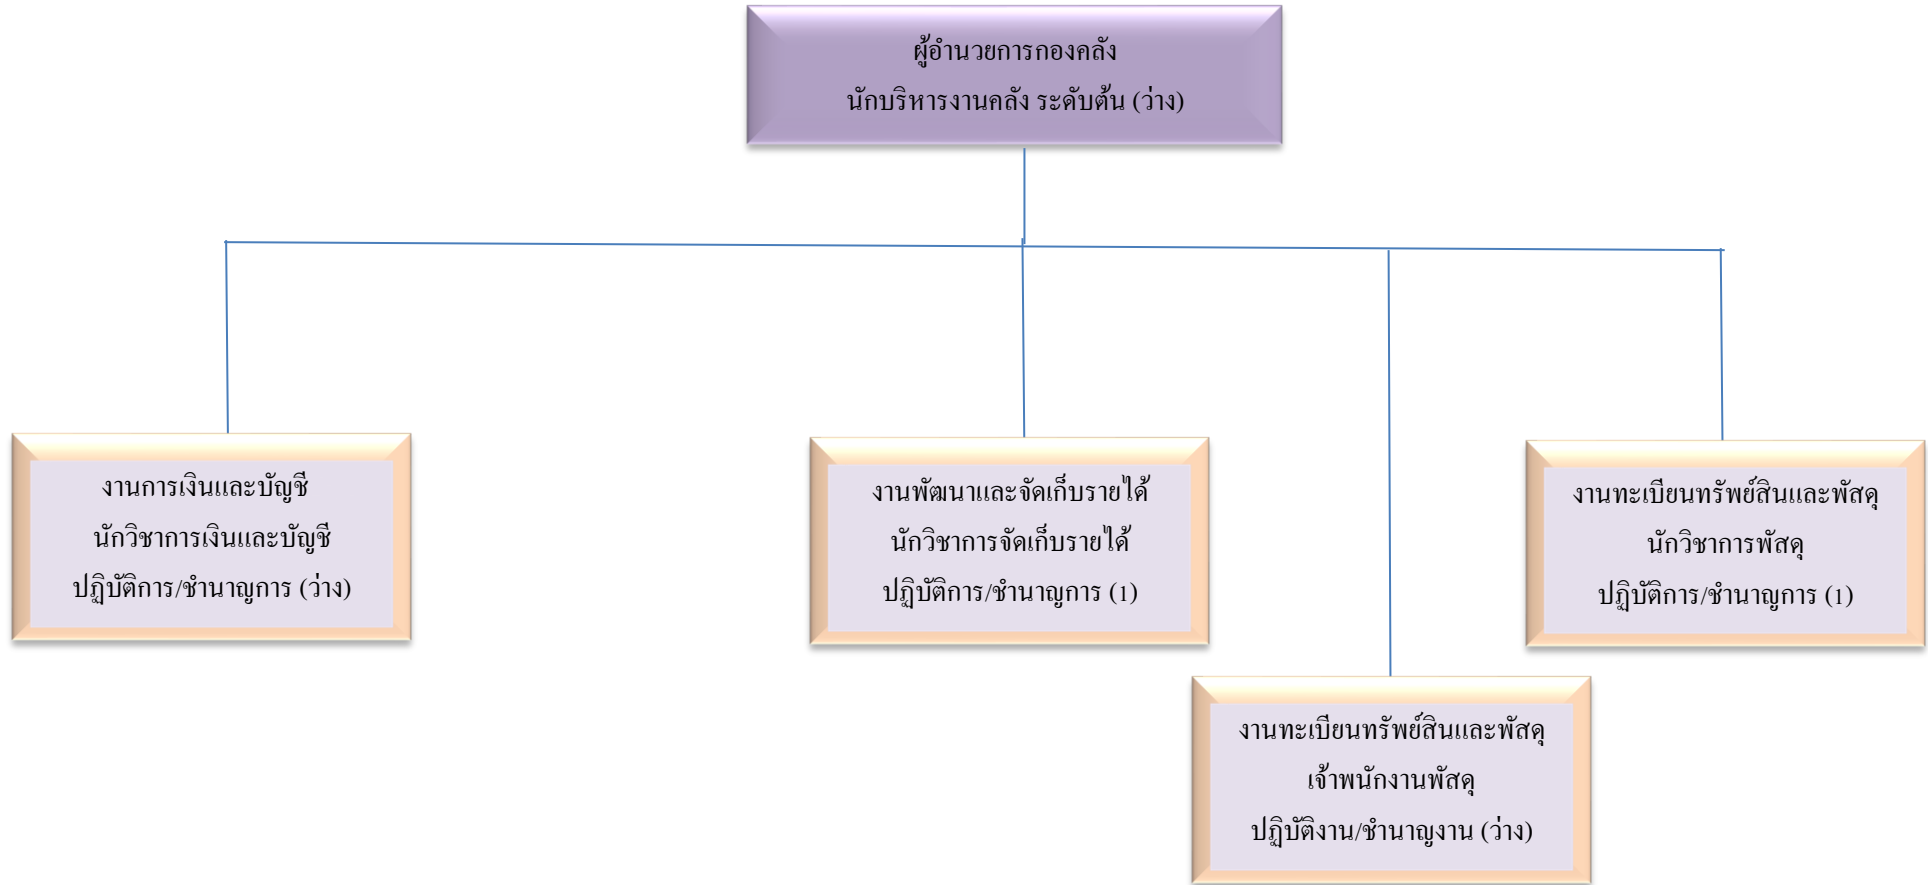 ผู้อำนวยการกองคลัง
นักบริหารงานคลัง ระดับต้น (ว่าง)
งานการเงินและบัญชี
นักวิชาการเงินและบัญชี
ปฏิบัติการ/ชำนาญการ (ว่าง)
งานพัฒนาและจัดเก็บรายได้
นักวิชาการจัดเก็บรายได้
ปฏิบัติการ/ชำนาญการ (1)
งานทะเบียนทรัพย์สินและพัสดุ
นักวิชาการพัสดุ
ปฏิบัติการ/ชำนาญการ (1)
งานทะเบียนทรัพย์สินและพัสดุ
เจ้าพนักงานพัสดุ
ปฏิบัติงาน/ชำนาญงาน (ว่าง)